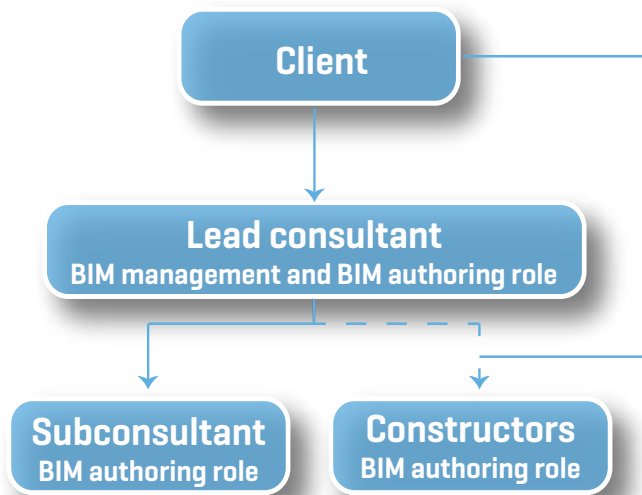 Client
Lead consultant
BIM management and BIM authoring role
Subconsultant
BIM authoring role
Constructors
BIM authoring role